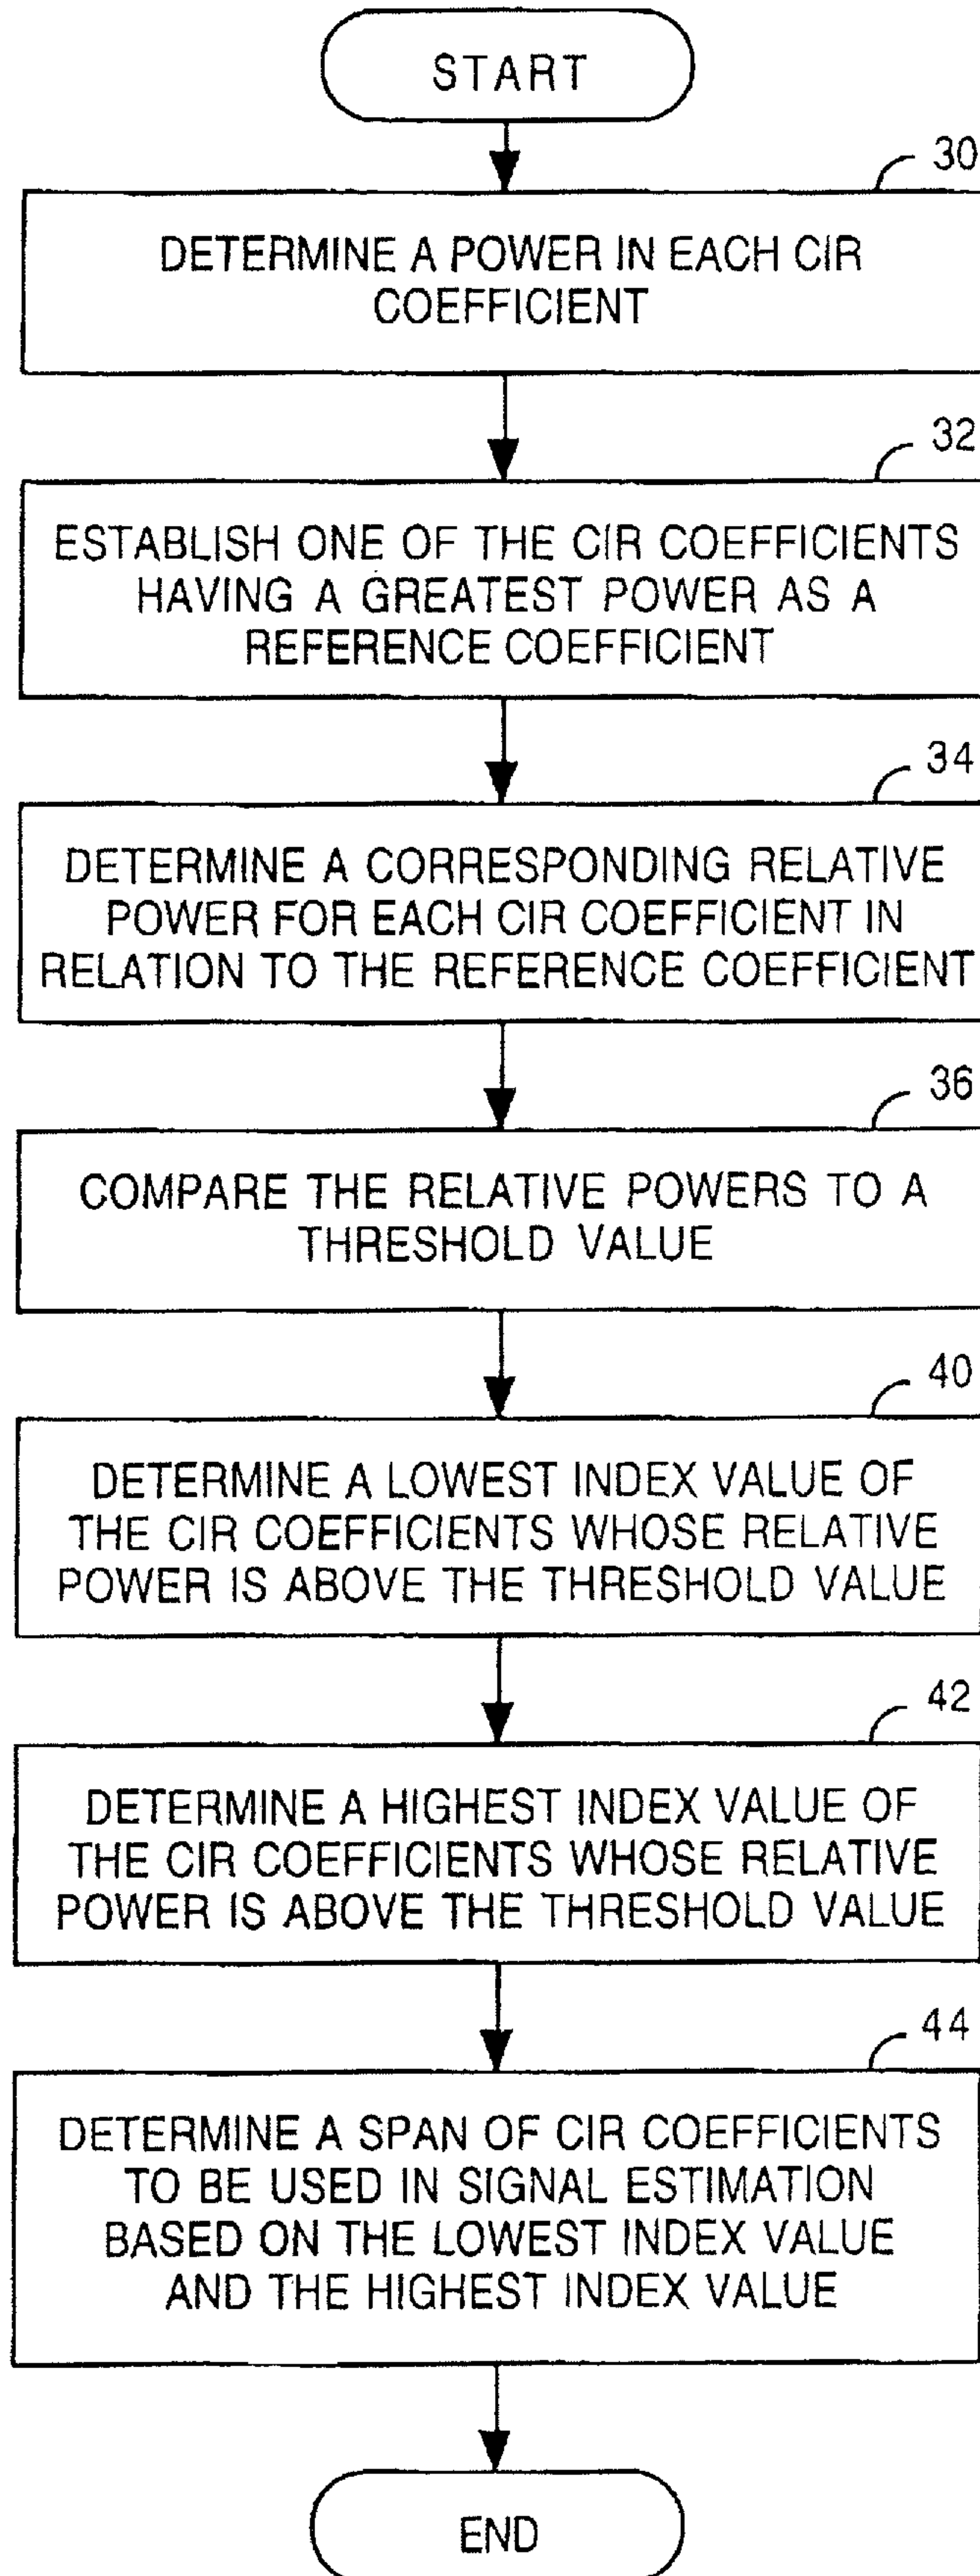 START
30
DETERMINE A POWER IN EACH CIR
COEFFICIENT
32
ESTABLISH ONE OF THE CIR COEFFICIENTS
HAVING A GREATEST POWER AS A
REFERENCE COEFFICIENT
34
DETERMINE A CORRESPONDING RELATIVE
POWER FOR EACH CIR COEFFICIENT IN
RELATION TO THE REFERENCE COEFFICIENT
36
COMPARE THE RELATIVE POWERS TO A
THRESHOLD VALUE
40
DETERMINE A LOWEST INDEX VALUE OF
THE CIR COEFFICIENTS WHOSE RELATIVE
POWER IS ABOVE THE THRESHOLD VALUE
42
DETERMINE A HIGHEST INDEX VALUE OF
THE CIR COEFFICIENTS WHOSE RELATIVE
POWER IS ABOVE THE THRESHOLD VALUE
44
DETERMINE A SPAN OF CIR COEFFICIENTS
TO BE USED IN SIGNAL ESTIMATION
BASED ON THE LOWEST INDEX VALUE
AND THE HIGHEST INDEX VALUE
END